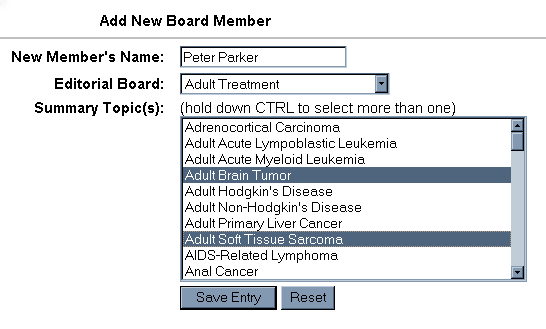 Add New Board Member
New Member's Name: Peter Parker
Editorial Board: Adult Treatment
Summary Topic(s): (hold down CTRL to select more than one)
Adrenocortical Carcinoma
Adult Acute Lympoblastic Leukemia
Adult Acute Myeloid Leukemia
Adult Brain Tumor
Adult Hodgkin's Disease
Adult Non-Hodgkin's Disease
Adult Primary Liver Cancer
Adult Soft Tissue Sarcoma
AIDS-Related Lymphoma
Anal Cancer
Save Entry Reset